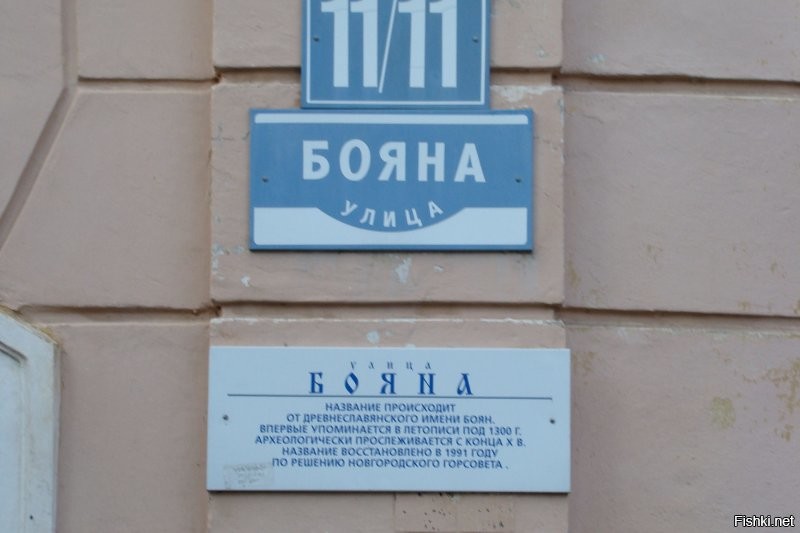 11/11
БОЯНА
УЛИЦА
УЛИЦА
БОЯНА
НАЗВАНИЕ ПРОИСХОДИТ
ОТ ДРЕВНЕСЛАВЯНСКОГО ИМЕНИ БОЯН.
ВПЕРВЫЕ УПОМИНАЕТСЯ В ЛЕТОПИСИ ПОД 1300 Г.
АРХЕОЛОГИЧЕСКИ ПРОСЛЕЖИВАЕТСЯ С КОНЦА X В.
НАЗВАНИЕ ВОССТАНОВЛЕНО В 1991 ГОДУ
ПО РЕШЕНИЮ НОВГОРОДСКОГО ГОРСОВЕТА .
Fishki.net